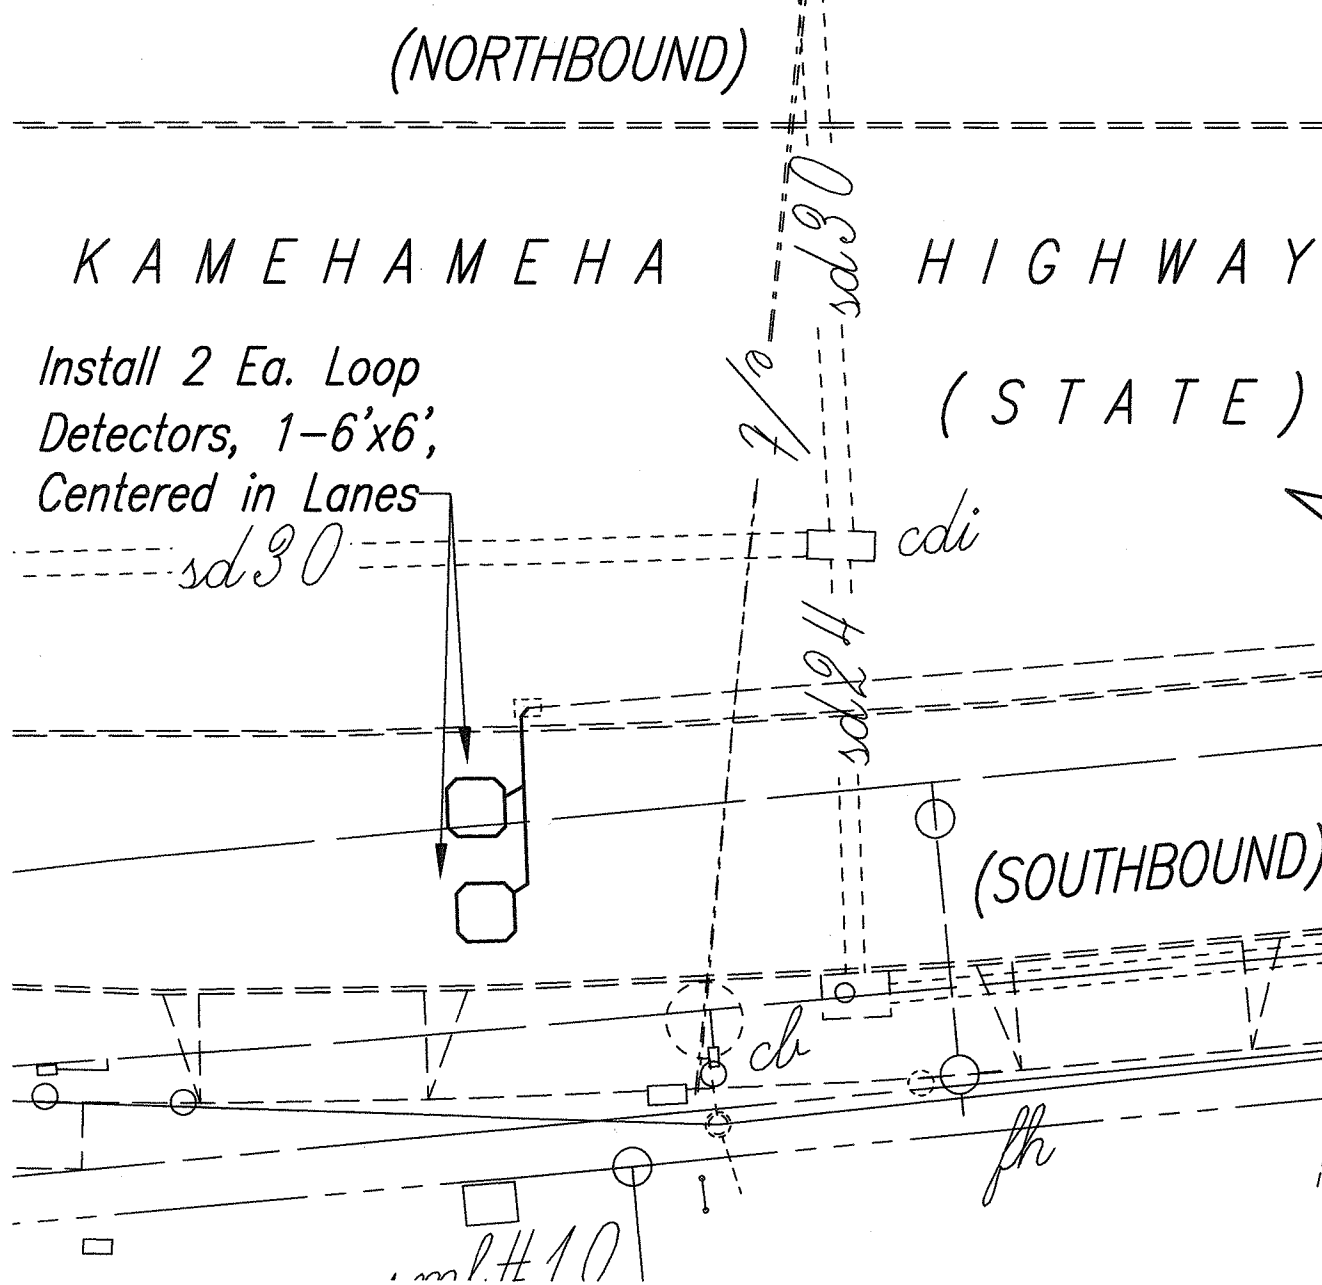 (NORTHBOUND)
sd30
KAMEHAMEHA HIGHWAY
Install 2 Ea. Loop
Detectors, 1-6'x6',
Centered in Lanes
(STATE)
sd30
cdi
sd24
(SOUTHBOUND)
cb
fh
#10